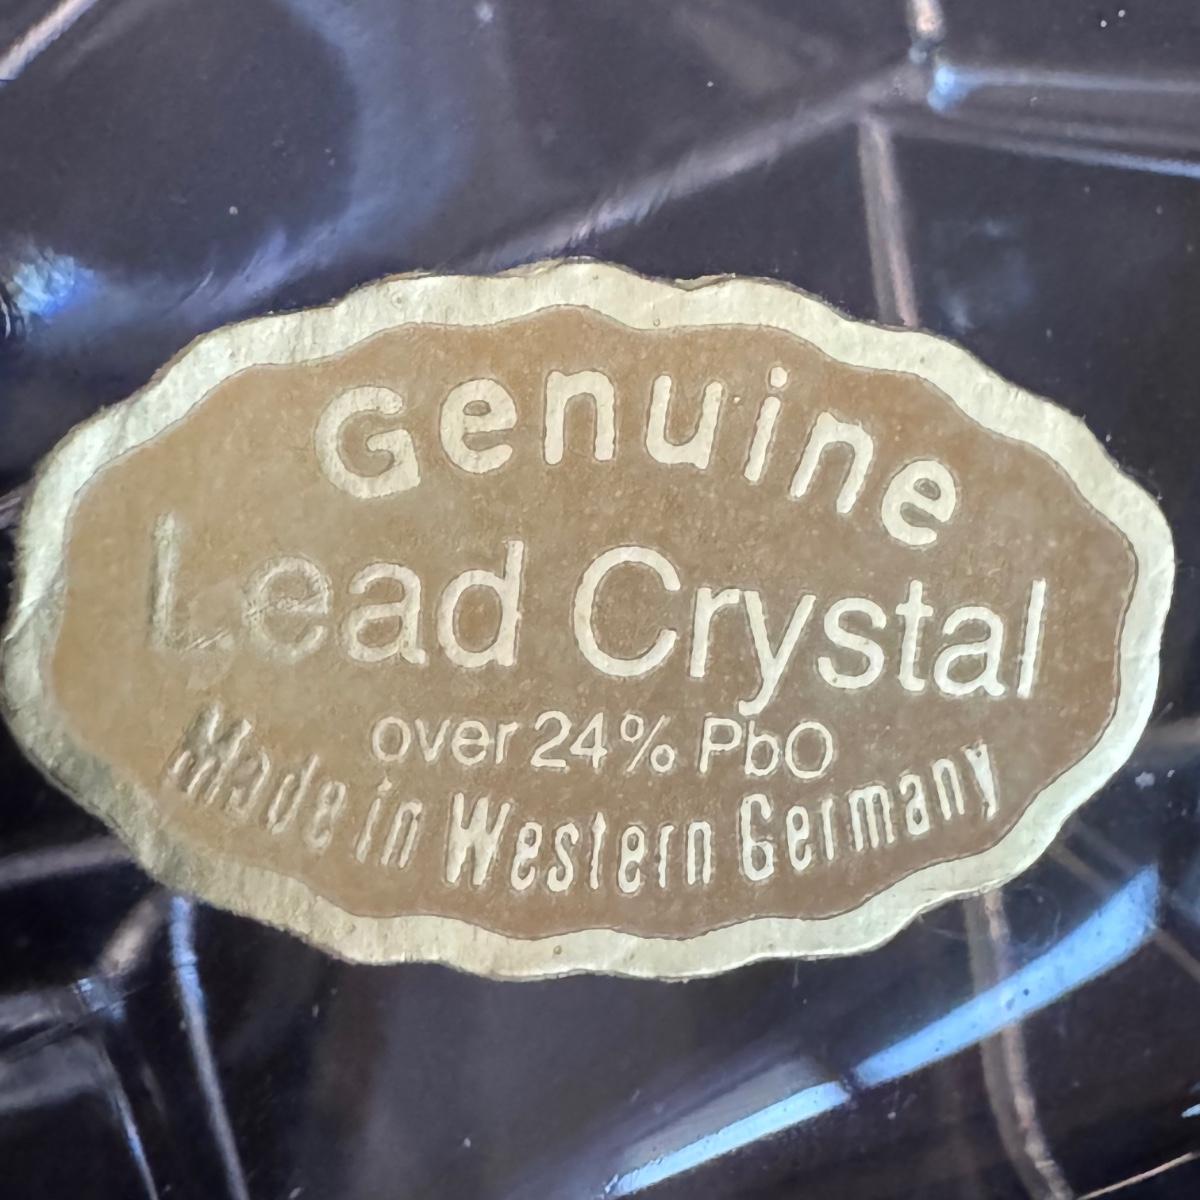 Genuine
Lead Crystal
over 24% PbO
Made in Western Germany